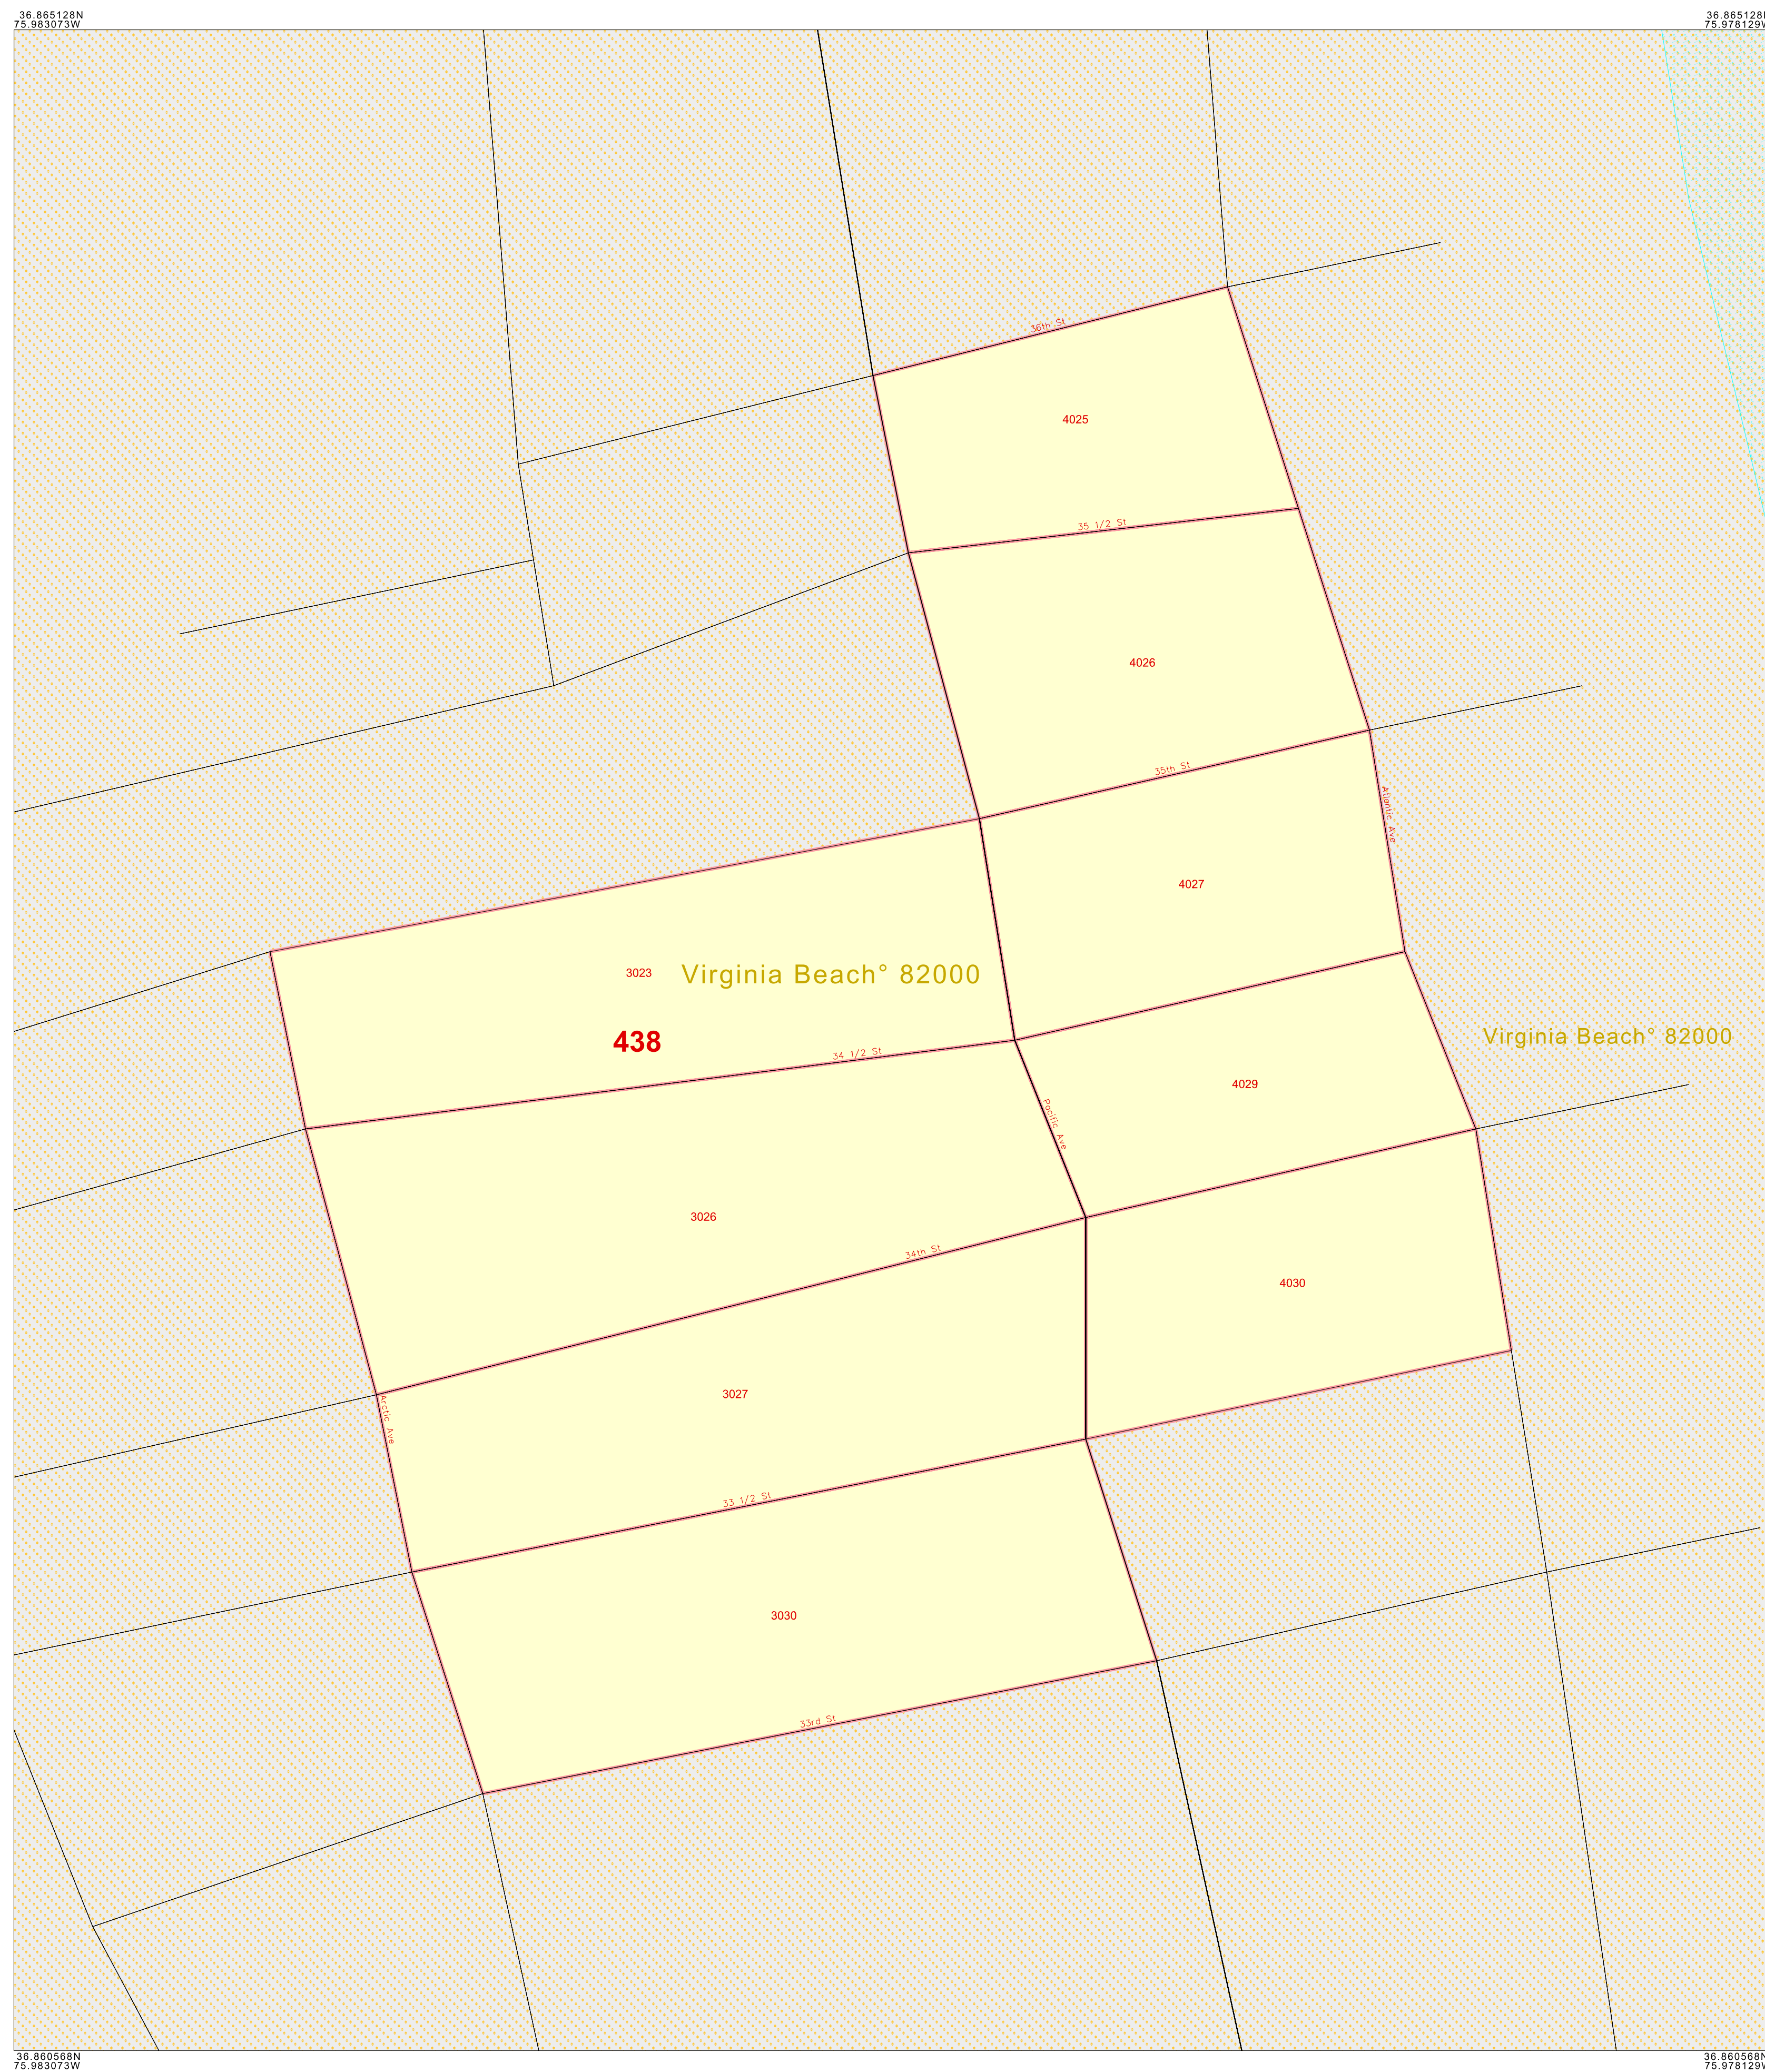 36.865128N
75.983073W
36.865128N
75.978129W
36th St
4025
35 1/2 St
4026
35th St
Atlantic Ave
4027
3023
Virginia Beach° 82000
438
Virginia Beach° 82000
34 1/2 St
4029
Pacific Ave
3026
34th St
4030
3027
Arctic Ave
33 1/2 St
3030
33rd St
36.860568N
75.983073W
36.860568N
75.978129W